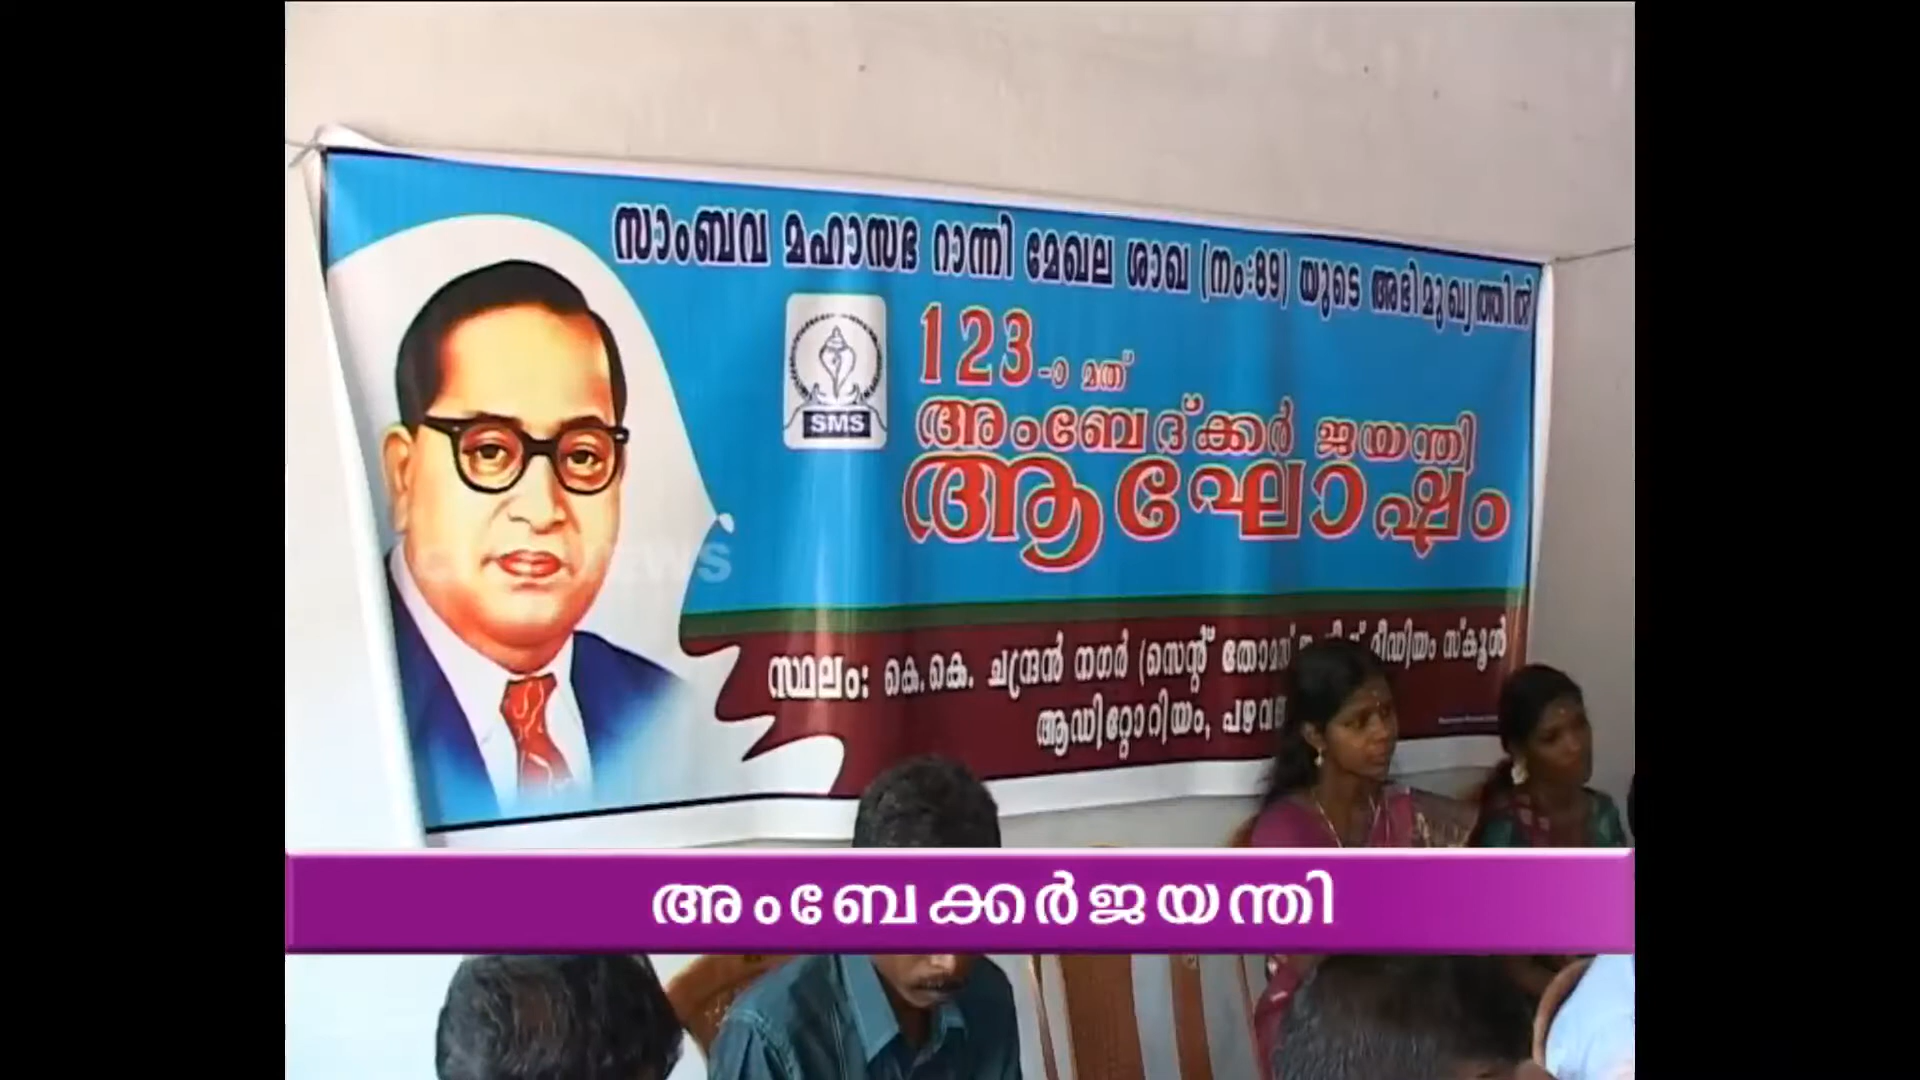 സാംബവ മഹാസഭ റാന്നി മേഖല ശാഖ (നം:89) യുടെ അഭിമുഖ്യത്തിൽ
123-ാ മത്
SMS
അംബേദ്ക്കർ ജയന്തി
ആഘോഷം
NEWS
സ്ഥലം: കെ.കെ. ചന്ദ്രൻ നഗർ (സെന്റ് തോമസ് മീഡിയം സ്കൂൾ
ആഡിറ്റോറിയം,
അംബേക്കർജയന്തി